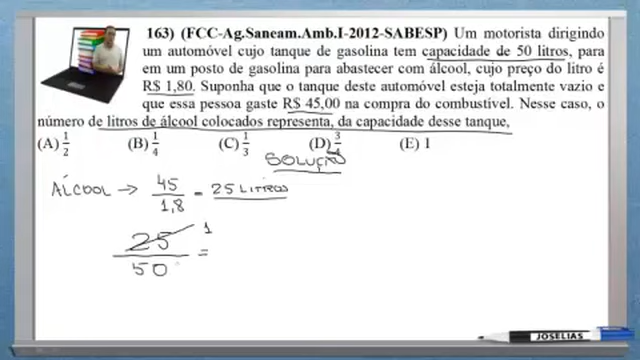 163) (FCC-Ag.Saneam.Amb.I-2012-SABESP) Um motorista dirigindo
um automóvel cujo tanque de gasolina tem capacidade de 50 litros, para
em um posto de gasolina para abastecer com álcool, cujo preço do litro é
R$ 1,80. Suponha que o tanque deste automóvel esteja totalmente vazio e
que essa pessoa gaste R$ 45,00 na compra do combustível. Nesse caso, o
número de litros de álcool colocados representa, da capacidade desse tanque,
(A) 1/2 (B) 1/4 (C) 1/3 (D) 3/ (E) 1
SOLUÇÃO
ÁLCOOL → 45/1,8 = 25 LITROS
25/50 = 1
JOSELIAS